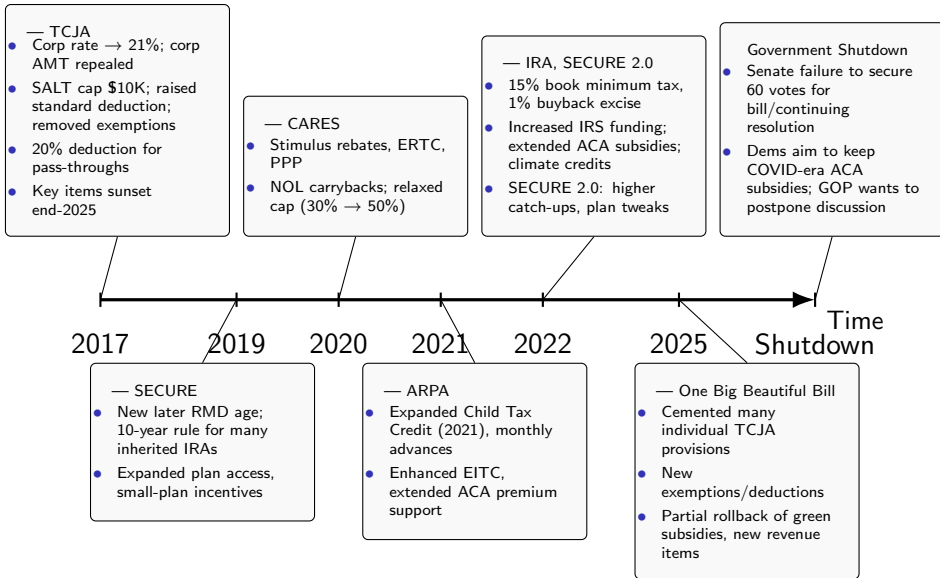 — TCJA
• Corp rate → 21%; corp
AMT repealed
• SALT cap $10K; raised
standard deduction;
removed exemptions
• 20% deduction for
pass-throughs
• Key items sunset
end-2025
— CARES
• Stimulus rebates, ERTC,
PPP
• NOL carrybacks; relaxed
cap (30% → 50%)
— IRA, SECURE 2.0
• 15% book minimum tax,
1% buyback excise
• Increased IRS funding;
extended ACA subsidies;
climate credits
• SECURE 2.0: higher
catch-ups, plan tweaks
Government Shutdown
• Senate failure to secure
60 votes for
bill/continuing
resolution
• Dems aim to keep
COVID-era ACA
subsidies; GOP wants to
postpone discussion
Time
2017
2019
2020
2021
2022
2025
Shutdown
— SECURE
• New later RMD age;
10-year rule for many
inherited IRAs
• Expanded plan access,
small-plan incentives
— ARPA
• Expanded Child Tax
Credit (2021), monthly
advances
• Enhanced EITC,
extended ACA premium
support
— One Big Beautiful Bill
• Cemented many
individual TCJA
provisions
• New
exemptions/deductions
• Partial rollback of green
subsidies, new revenue
items